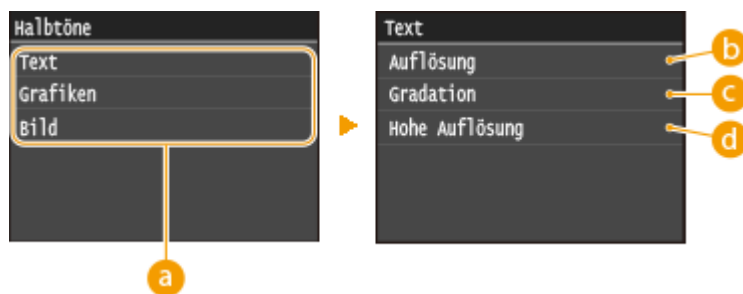 Halbtöne
Text
Grafiken
Bild
a
Text
Auflösung
Gradation
Hohe Auflösung
b
c
d